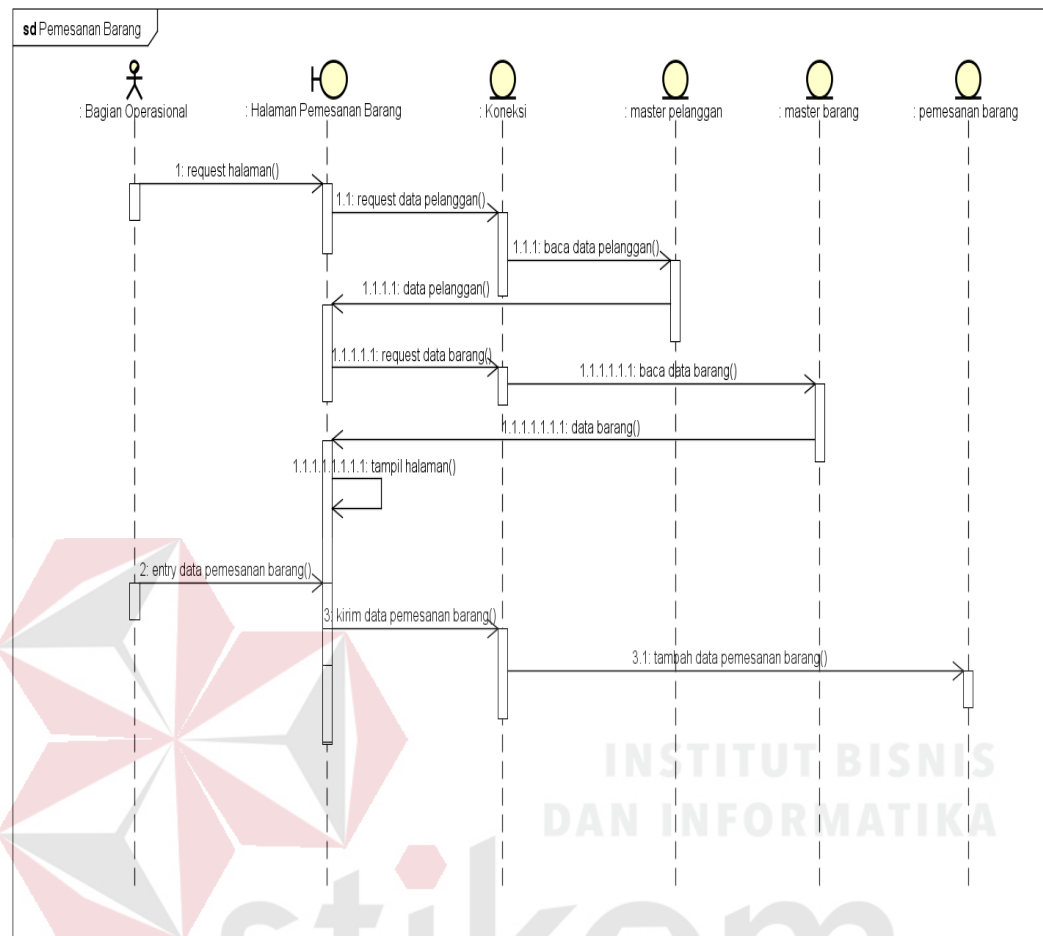 sd Pemesanan Barang
: Bagian Operasional
: Halaman Pemesanan Barang
: Koneksi
: master pelanggan
: master barang
: pemesanan barang
1: request halaman()
1.1: request data pelanggan()
1.1.1: baca data pelanggan()
1.1.1.1: data pelanggan()
1.1.1.1.1: request data barang()
1.1.1.1.1.1: baca data barang()
1.1.1.1.1.1.1: data barang()
1.1.1.1.1.1.1.1: tampil halaman()
2: entry data pemesanan barang()
3: kirim data pemesanan barang()
3.1: tambah data pemesanan barang()
INSTITUT BISNIS
DAN INFORMATIKA
stikom